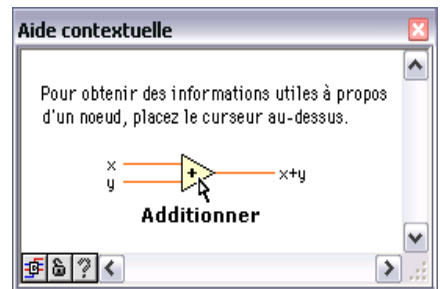 Aide contextuelle
Pour obtenir des informations utiles à propos
d'un noeud, placez le curseur au-dessus.
x
y
+
x+y
Additionner
?